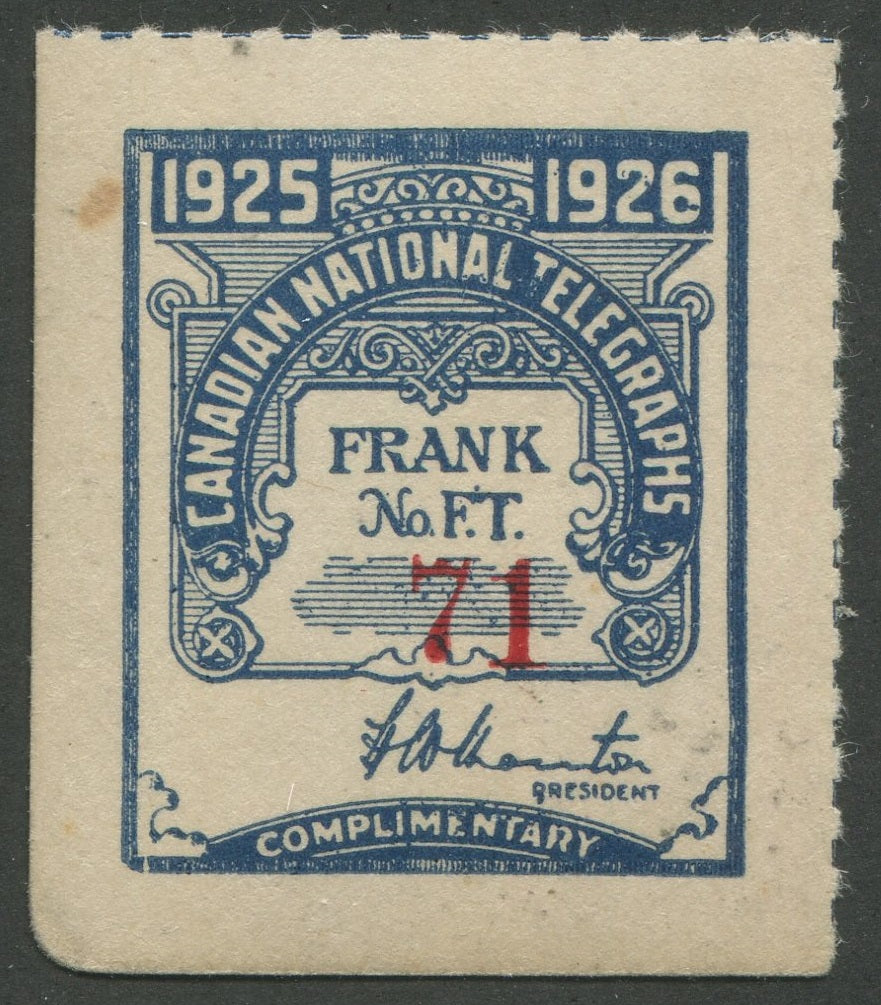 1925 1926
CANADIAN NATIONAL TELEGRAPHS
FRANK
No. F.T.
71
PRESIDENT
COMPLIMENTARY